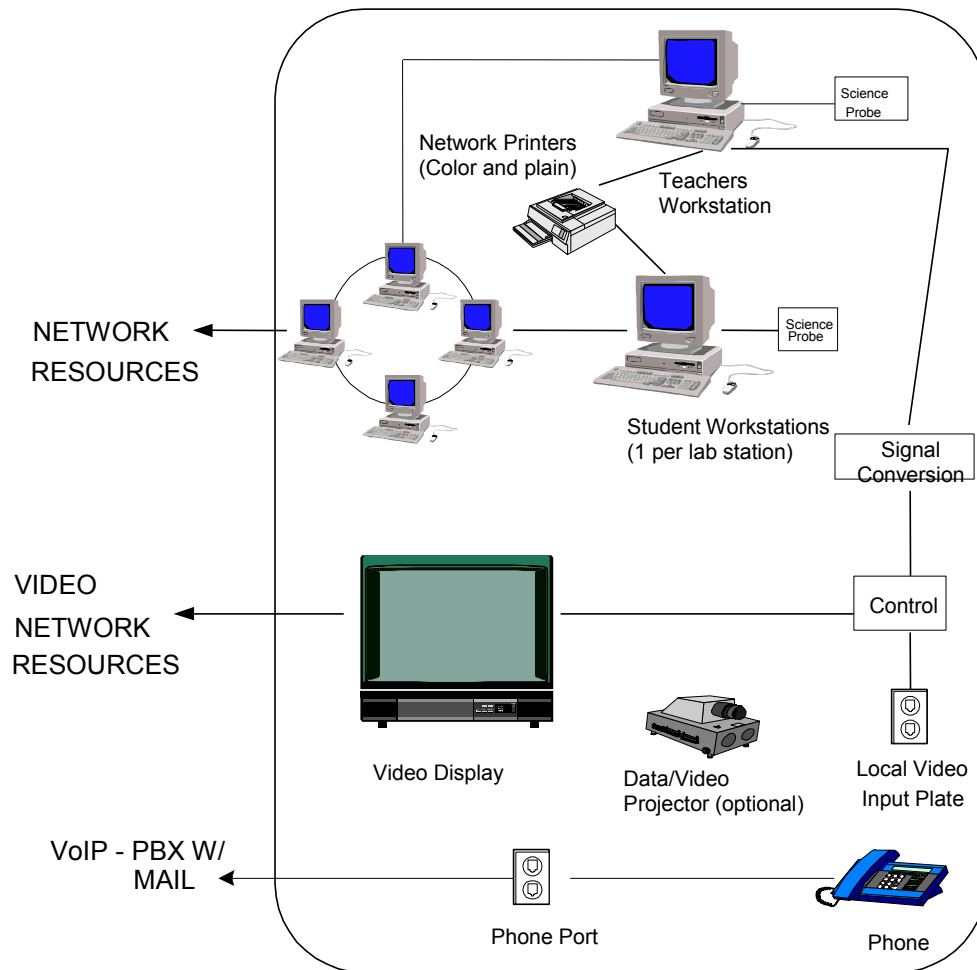 Science
Probe
Network Printers
(Color and plain)
Teachers
Workstation
NETWORK
RESOURCES
Science
Probe
Student Workstations
(1 per lab station)
Signal
Conversion
VIDEO
NETWORK
RESOURCES
Control
Video Display
Data/Video
Projector (optional)
Local Video
Input Plate
VoIP - PBX W/
MAIL
Phone Port
Phone